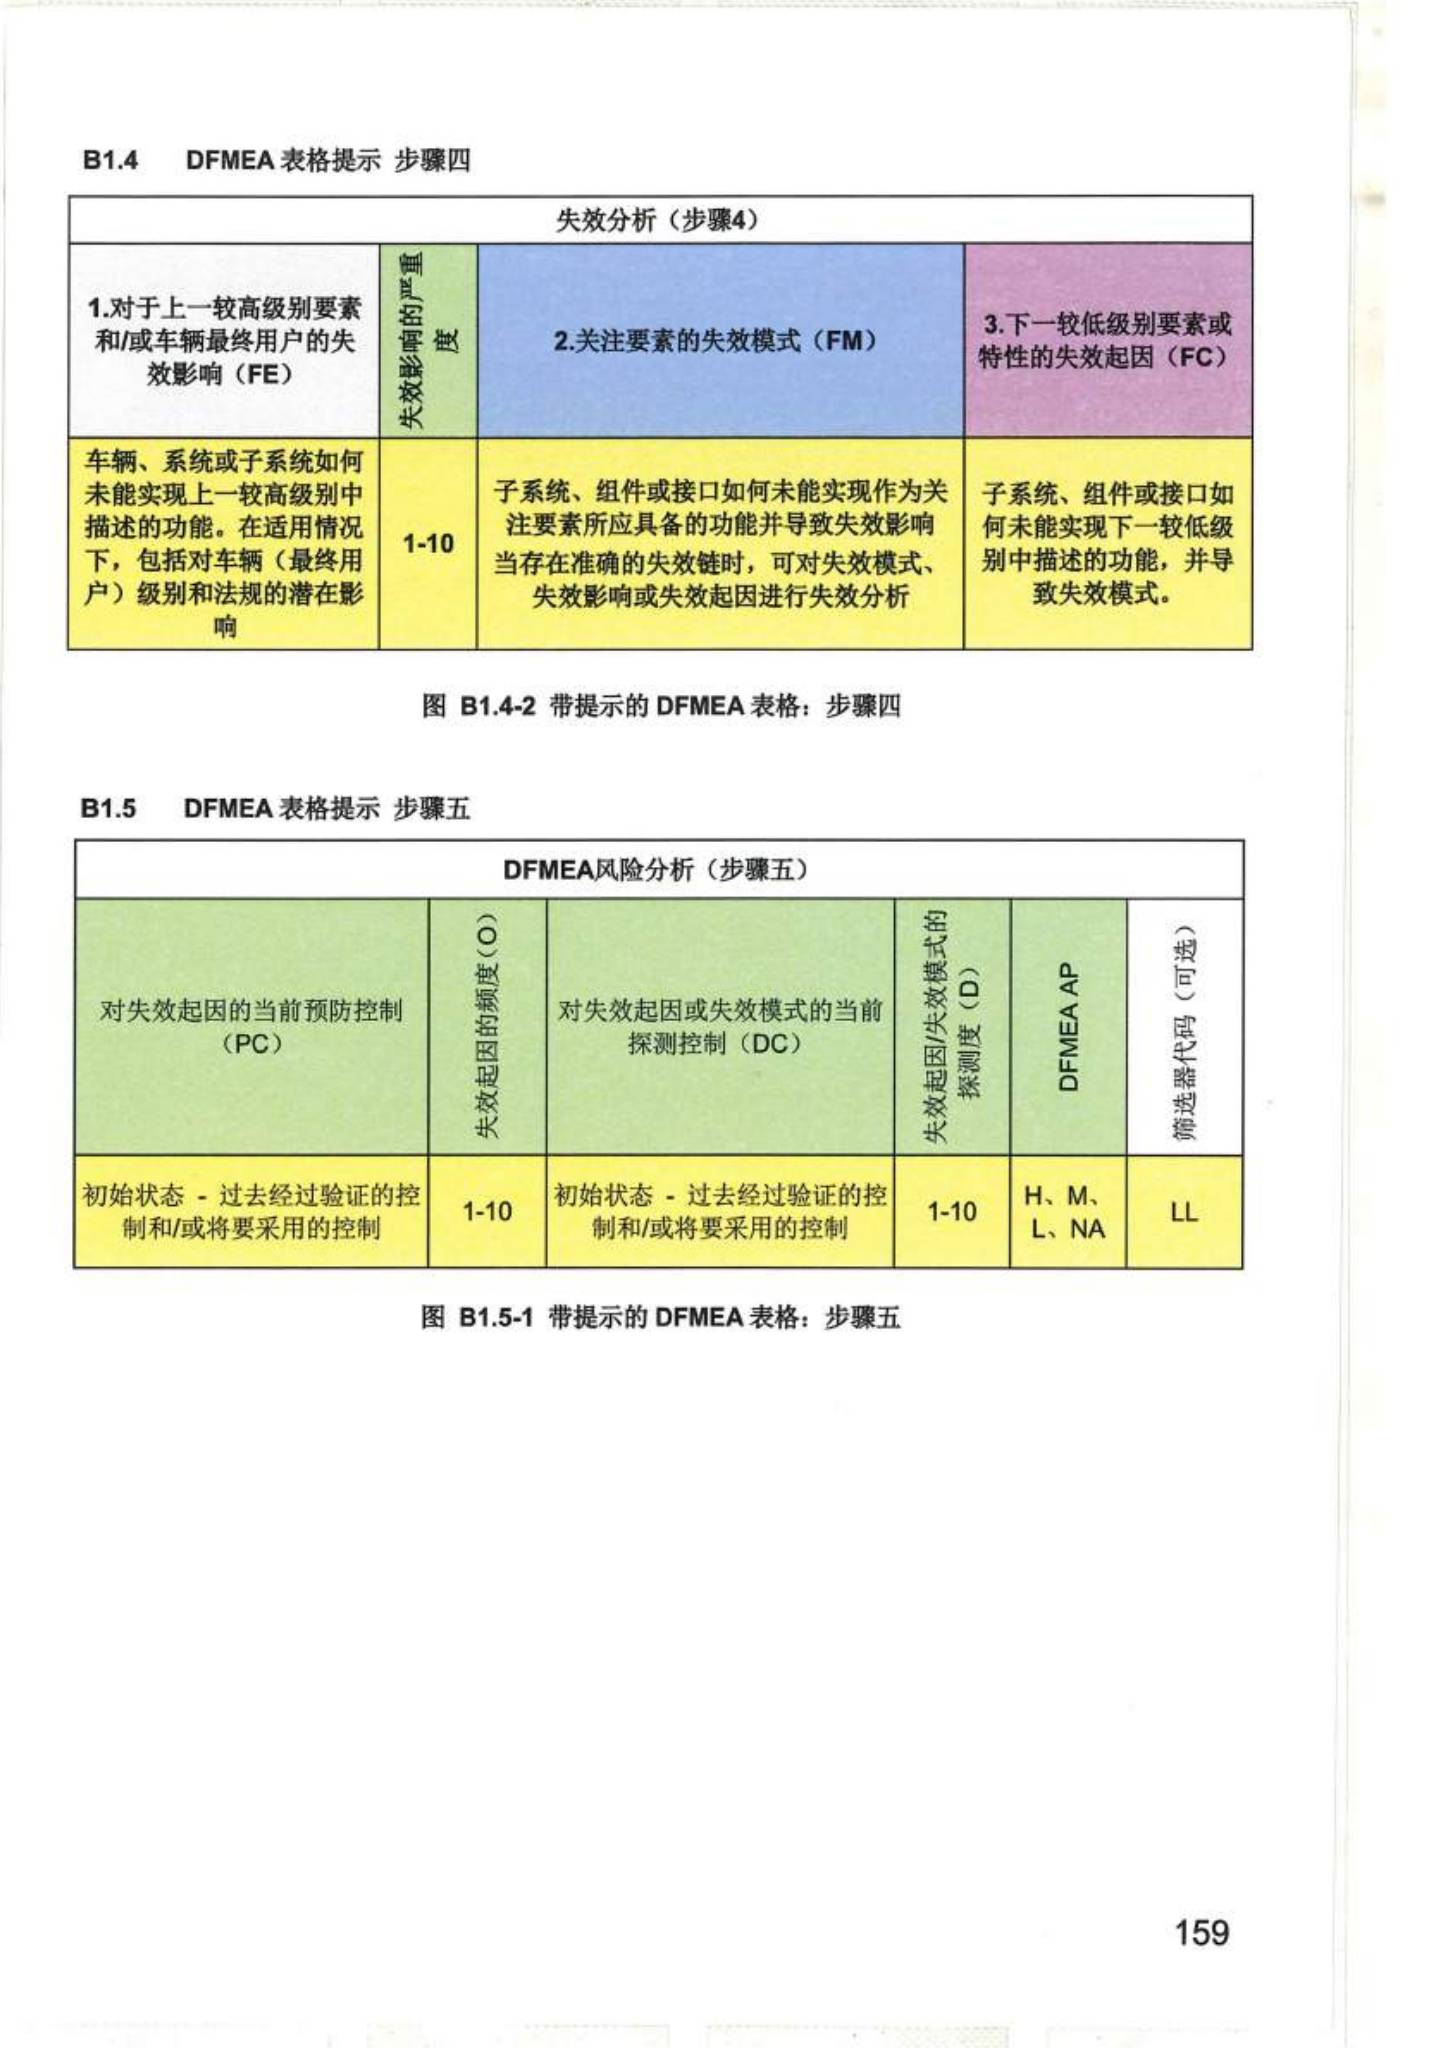 B1.4 DFMEA 表格提示 步骤四
失效分析（步骤4）
1.对于上一较高级别要素
和/或车辆最终用户的失
效影响（FE）
失效影响的严重
度
2.关注要素的失效模式（FM）
3.下一较低级别要素或
特性的失效起因（FC）
车辆、系统或子系统如何
未能实现上一较高级别中
描述的功能。在适用情况
下，包括对车辆（最终用
户）级别和法规的潜在影
响
1-10
子系统、组件或接口如何未能实现作为关
注要素所应具备的功能并导致失效影响
当存在准确的失效链时，可对失效模式、
失效影响或失效起因进行失效分析
子系统、组件或接口如
何未能实现下一较低级
别中描述的功能，并导
致失效模式。
图 B1.4-2 带提示的 DFMEA 表格：步骤四
B1.5 DFMEA 表格提示 步骤五
DFMEA风险分析（步骤五）
对失效起因的当前预防控制
（PC）
失效起因的频度（O）
对失效起因或失效模式的当前
探测控制（DC）
失效起因/失效模式的
探测度（D）
DFMEA AP
筛选器代码（可选）
初始状态 - 过去经过验证的控
制和/或将要采用的控制
1-10
初始状态 - 过去经过验证的控
制和/或将要采用的控制
1-10
H、M、
L、NA
LL
图 B1.5-1 带提示的 DFMEA 表格：步骤五
159